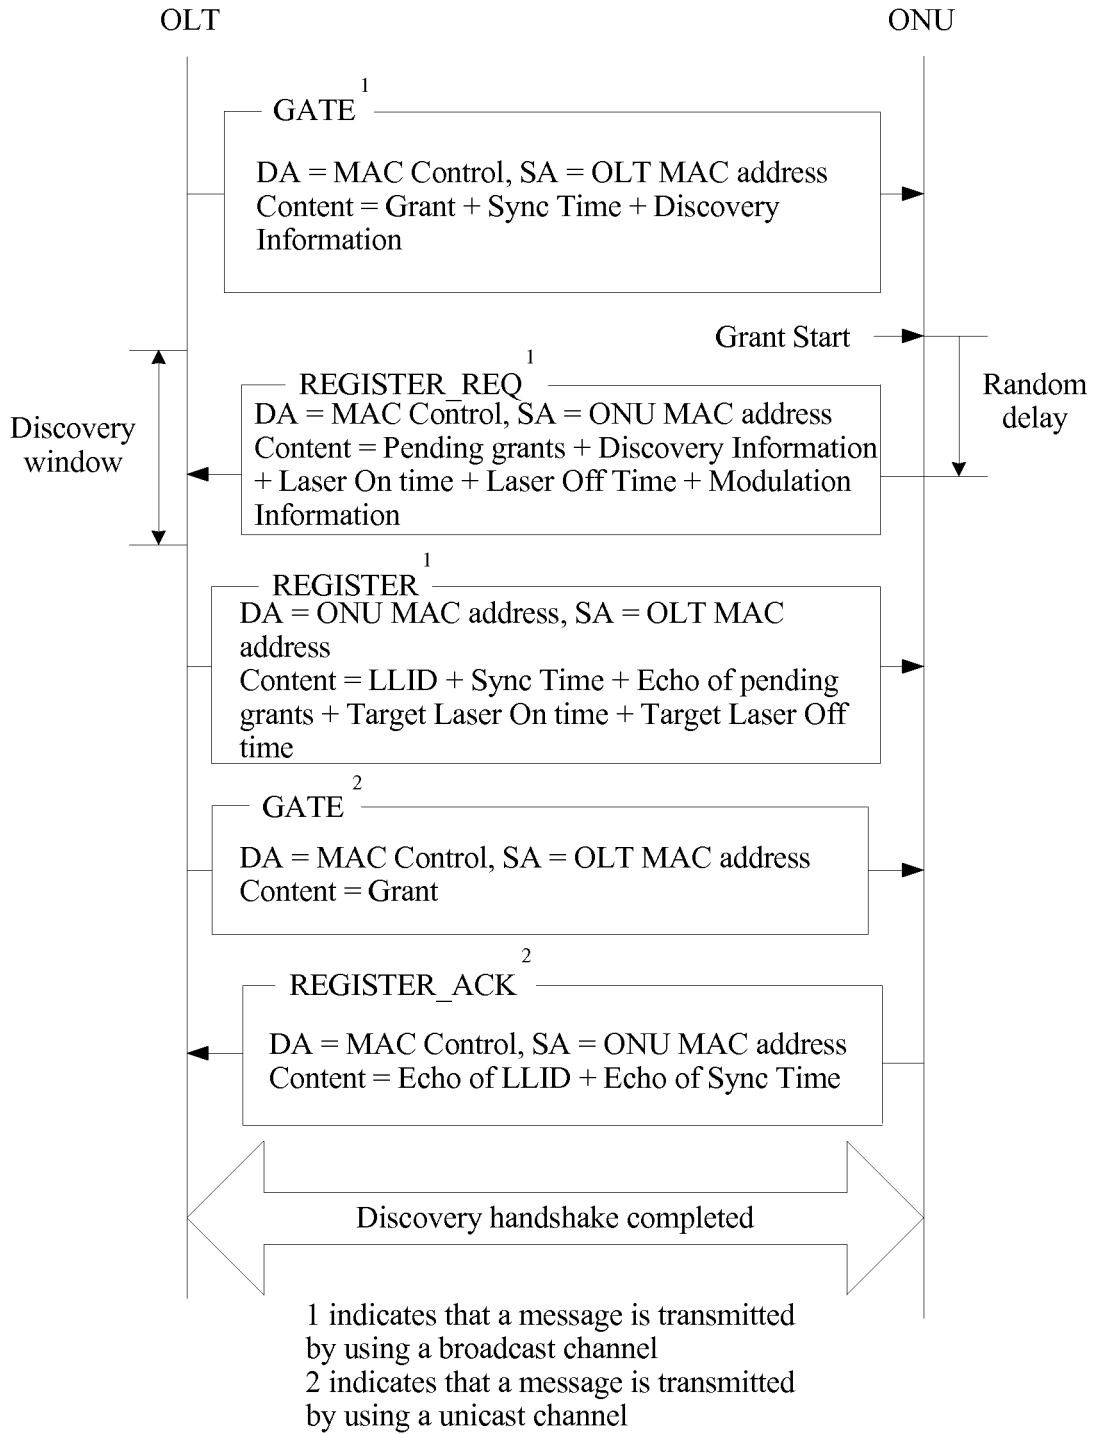 OLT
ONU
GATE 1
DA = MAC Control, SA = OLT MAC address
Content = Grant + Sync Time + Discovery
Information
Grant Start
Random
delay
Discovery
window
REGISTER_REQ 1
DA = MAC Control, SA = ONU MAC address
Content = Pending grants + Discovery Information
+ Laser On time + Laser Off Time + Modulation
Information
REGISTER 1
DA = ONU MAC address, SA = OLT MAC
address
Content = LLID + Sync Time + Echo of pending
grants + Target Laser On time + Target Laser Off
time
GATE 2
DA = MAC Control, SA = OLT MAC address
Content = Grant
REGISTER_ACK 2
DA = MAC Control, SA = ONU MAC address
Content = Echo of LLID + Echo of Sync Time
Discovery handshake completed
1 indicates that a message is transmitted
by using a broadcast channel
2 indicates that a message is transmitted
by using a unicast channel